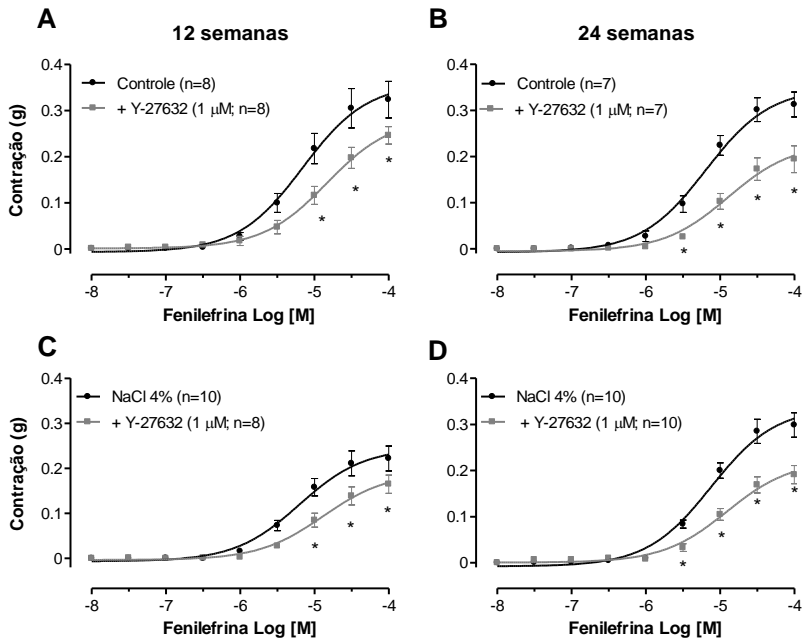 A
12 semanas
Controle (n=8)
+ Y-27632 (1 μM; n=8)
Contração (g)
0.4
0.3
0.2
0.1
0
* * *
-8 -7 -6 -5 -4
Fenilefrina Log [M]
B
24 semanas
Controle (n=7)
+ Y-27632 (1 μM; n=7)
0.4
0.3
0.2
0.1
0
* * * *
-8 -7 -6 -5 -4
Fenilefrina Log [M]
C
NaCl 4% (n=10)
+ Y-27632 (1 μM; n=8)
Contração (g)
0.4
0.3
0.2
0.1
0
* * *
-8 -7 -6 -5 -4
Fenilefrina Log [M]
D
NaCl 4% (n=10)
+ Y-27632 (1 μM; n=10)
0.4
0.3
0.2
0.1
0
* * * *
-8 -7 -6 -5 -4
Fenilefrina Log [M]